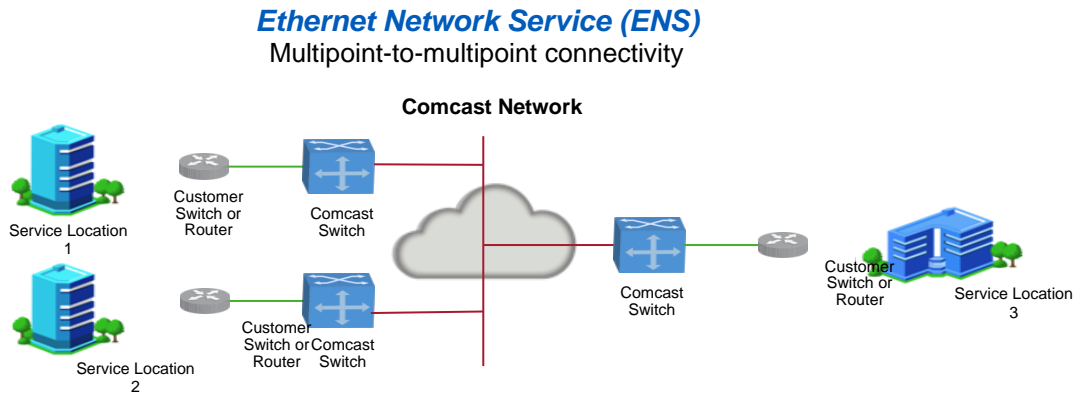 Ethernet Network Service (ENS)
Multipoint-to-multipoint connectivity
Comcast Network
Customer
Switch or
Router
Comcast
Switch
Service Location
1
Customer
Switch or
Router
Comcast
Switch
Service Location
2
Comcast
Switch
Customer
Switch or
Router
Service Location
3